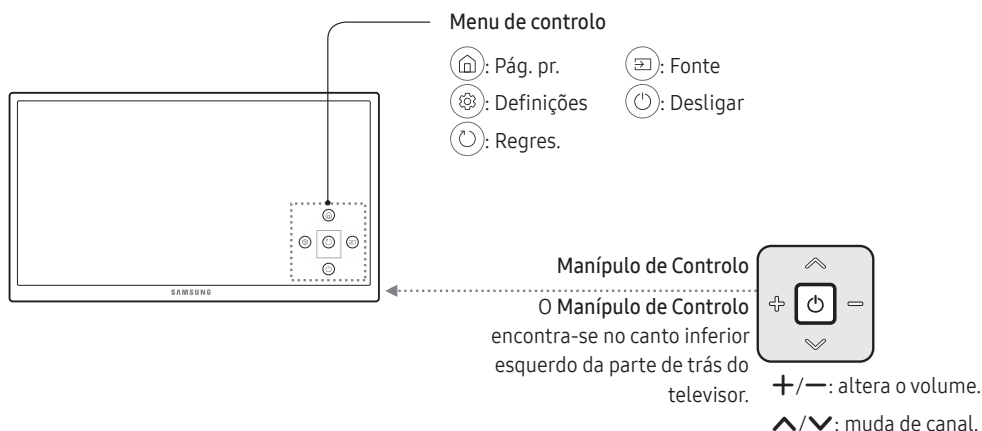 Menu de controlo
: Pág. pr.
: Fonte
: Definições
: Desligar
: Regres.
SAMSUNG
Manípulo de Controlo
O Manípulo de Controlo
encontra-se no canto inferior
esquerdo da parte de trás do
televisor.
+/−: altera o volume.
∧/∨: muda de canal.